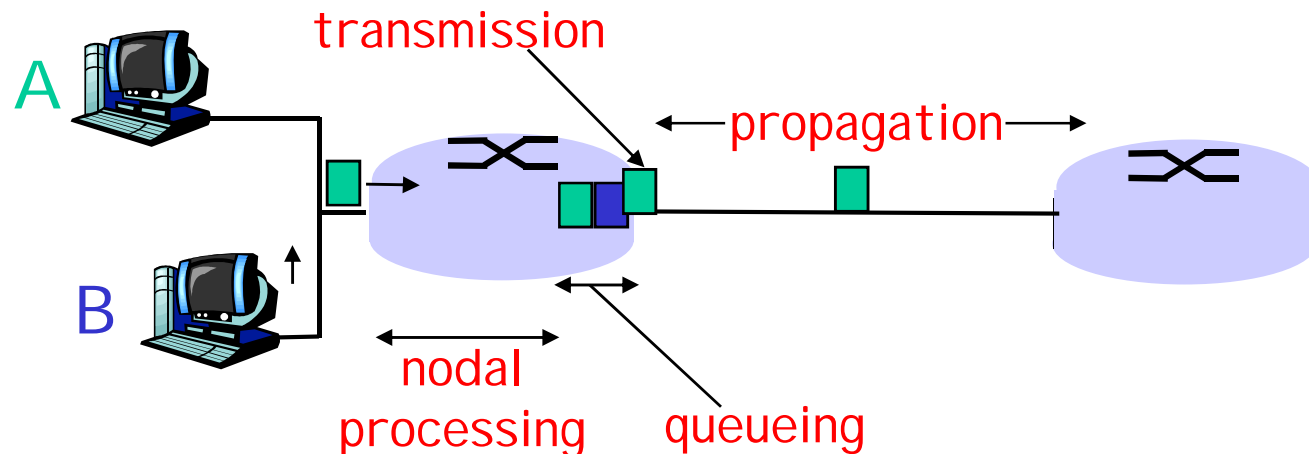 transmission
A
propagation
B
nodal
processing
queueing